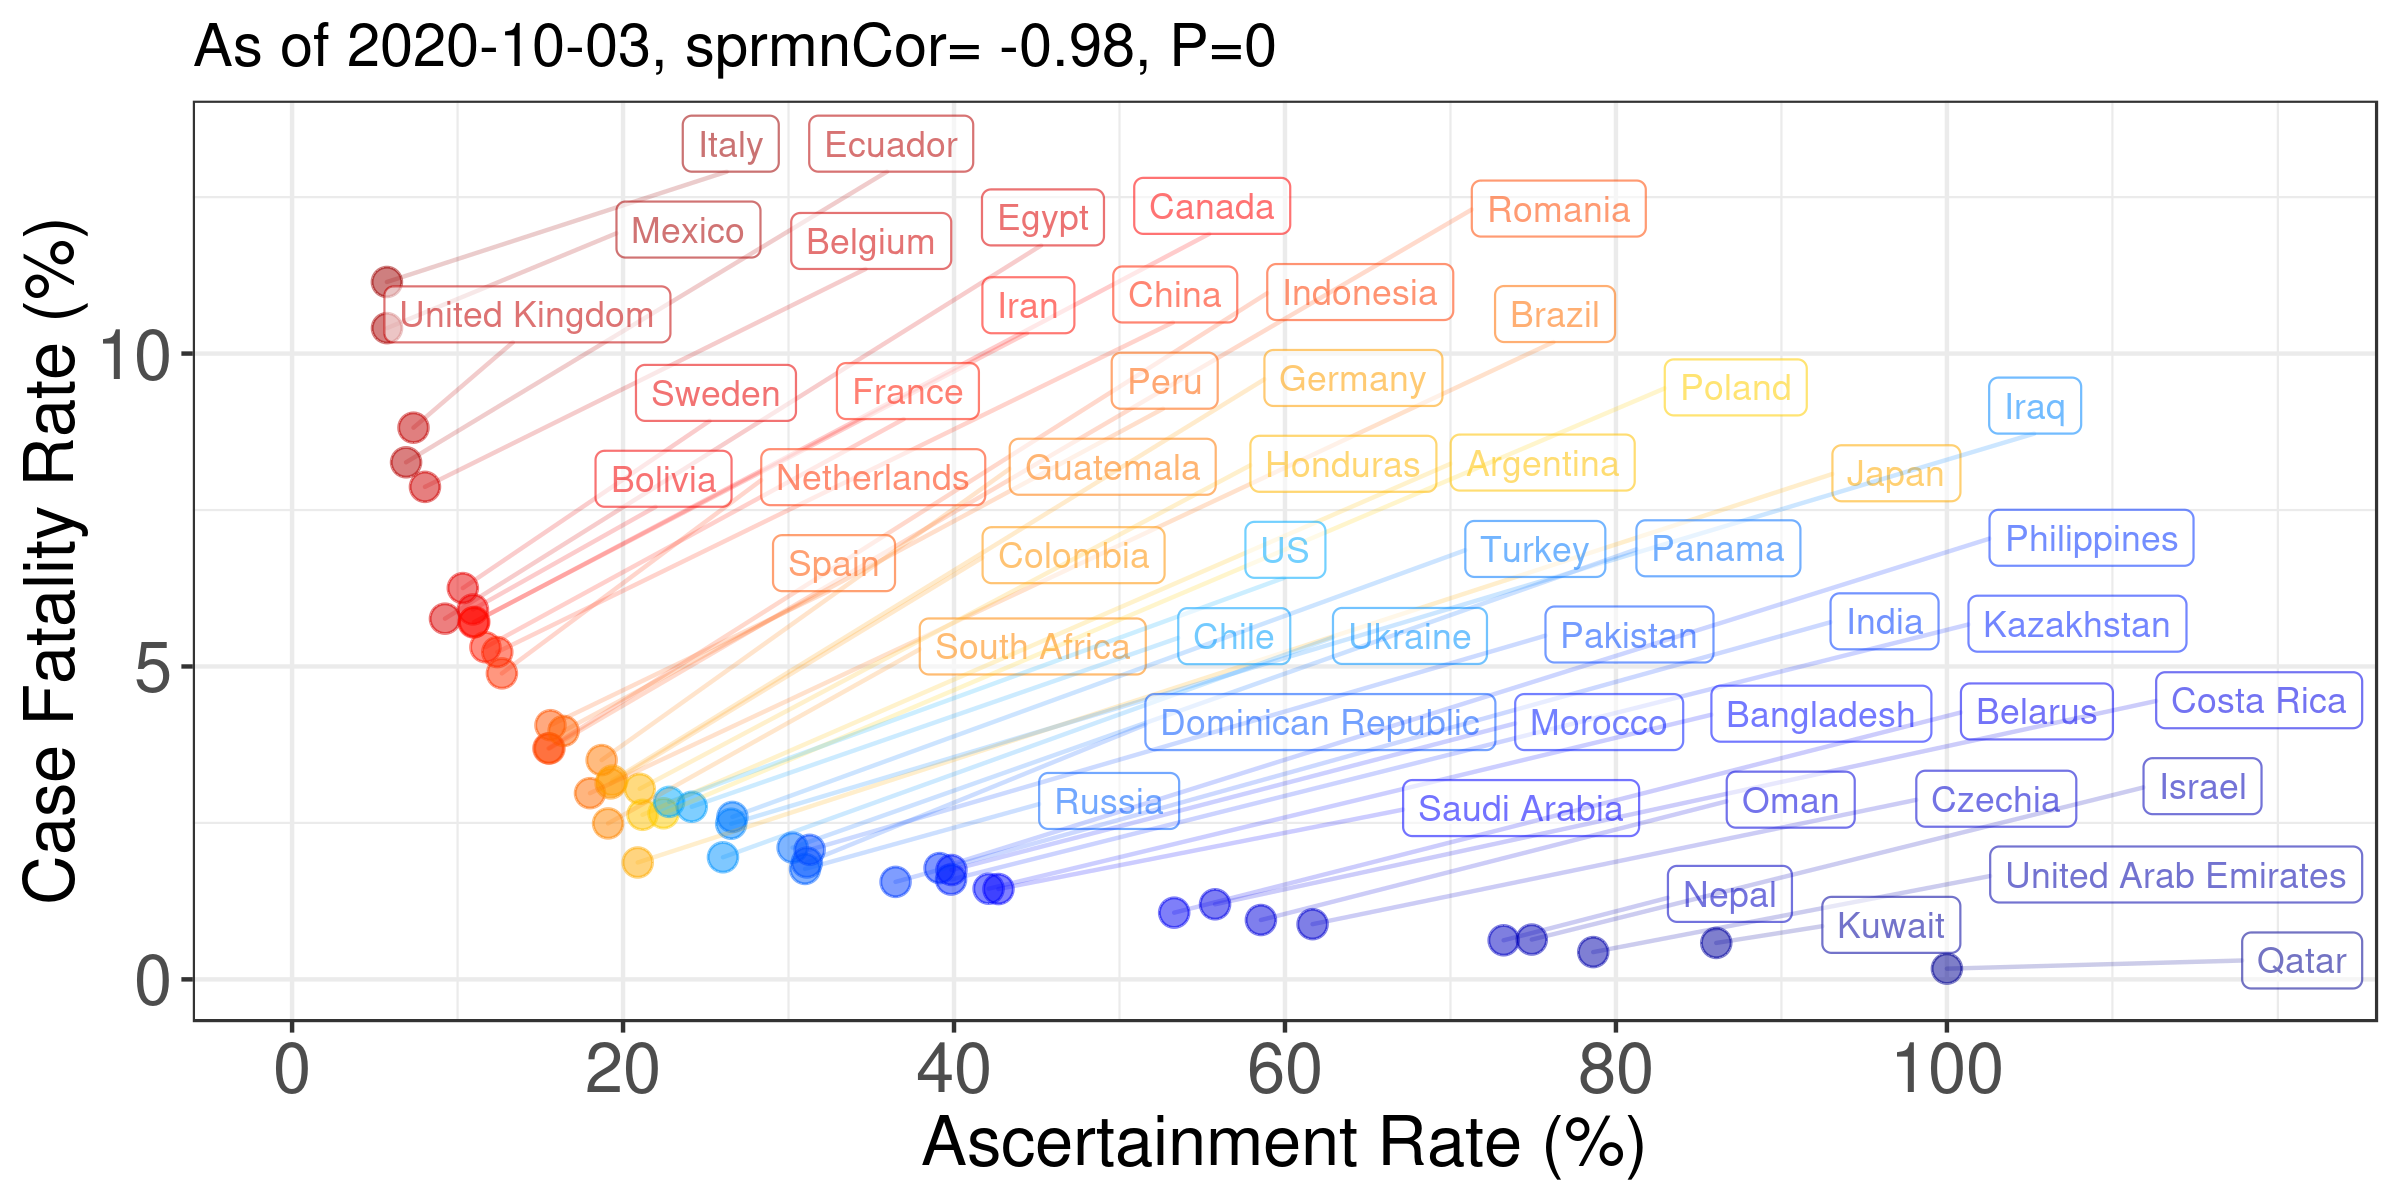 As of 2020-10-03, sprmnCor= -0.98, P=0
Italy
Ecuador
Mexico
Belgium
Egypt
Canada
Romania
United Kingdom
Iran
China
Indonesia
Brazil
Sweden
France
Peru
Germany
Poland
Iraq
Bolivia
Netherlands
Guatemala
Honduras
Argentina
Japan
Spain
Colombia
US
Turkey
Panama
Philippines
South Africa
Chile
Ukraine
Pakistan
India
Kazakhstan
Dominican Republic
Morocco
Bangladesh
Belarus
Costa Rica
Russia
Saudi Arabia
Oman
Czechia
Israel
Nepal
United Arab Emirates
Kuwait
Qatar
Case Fatality Rate (%)
10
5
0
0
20
40
60
80
100
Ascertainment Rate (%)